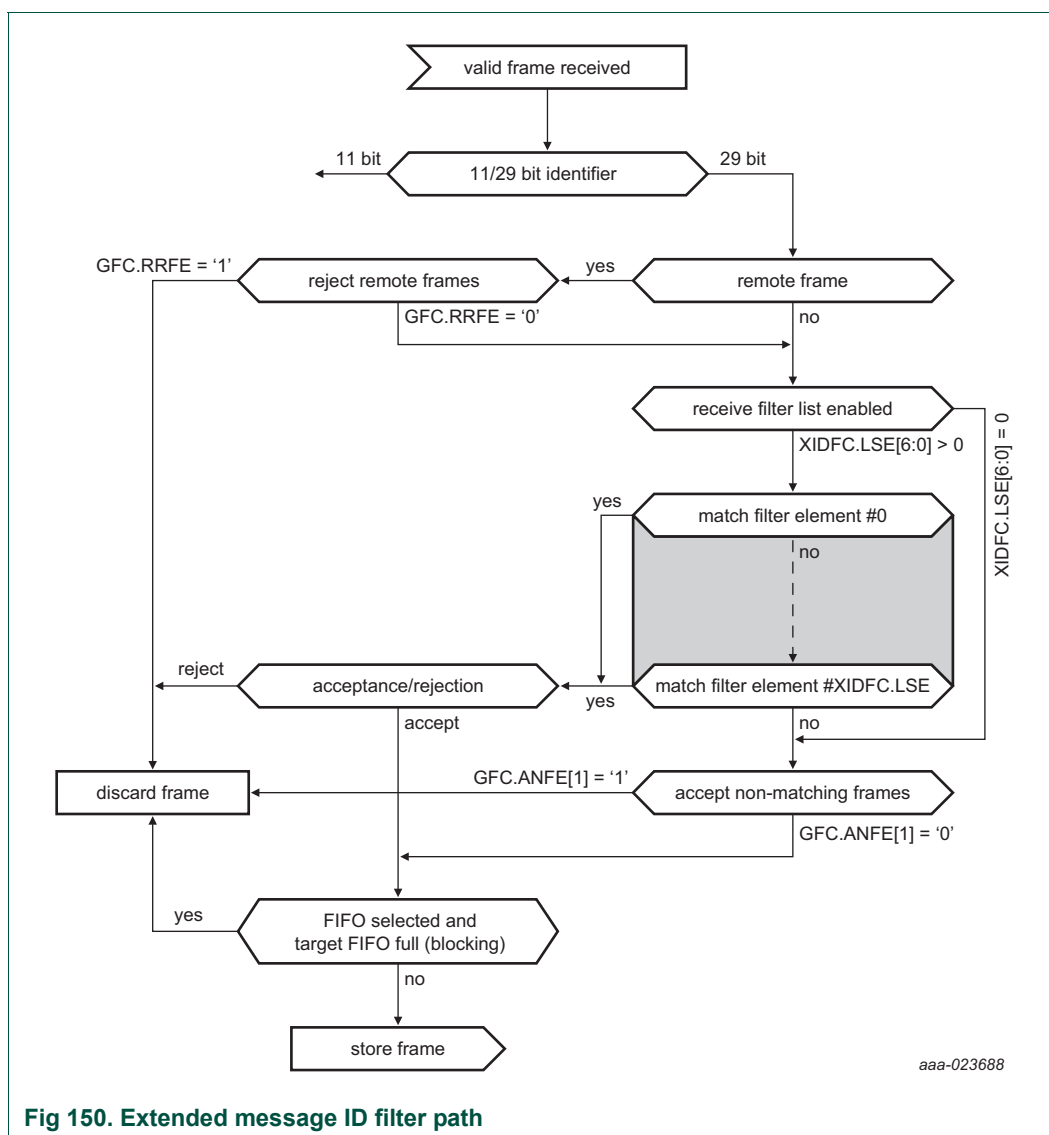 valid frame received
11 bit
11/29 bit identifier
29 bit
GFC.RRFE = ‘1’
reject remote frames
yes
remote frame
GFC.RRFE = ‘0’
no
receive filter list enabled
XIDFC.LSE[6:0] > 0
XIDFC.LSE[6:0] = 0
yes
match filter element #0
no
reject
acceptance/rejection
yes
match filter element #XIDFC.LSE
accept
no
discard frame
GFC.ANFE[1] = ‘1’
accept non-matching frames
GFC.ANFE[1] = ‘0’
yes
FIFO selected and
target FIFO full (blocking)
no
store frame
aaa-023688
Fig 150. Extended message ID filter path